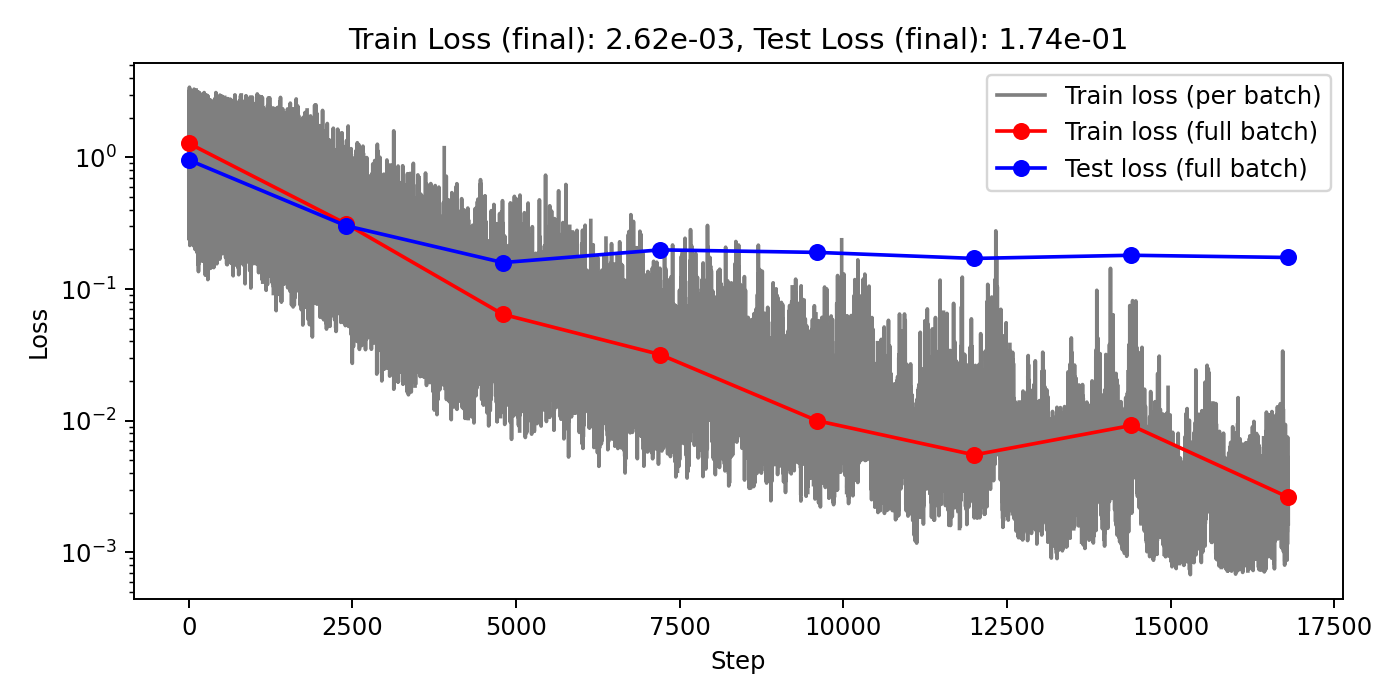 Train Loss (final): 2.62e-03, Test Loss (final): 1.74e-01
Train loss (per batch)
Train loss (full batch)
Test loss (full batch)
Loss
10⁰
10⁻¹
10⁻²
10⁻³
0 2500 5000 7500 10000 12500 15000 17500
Step